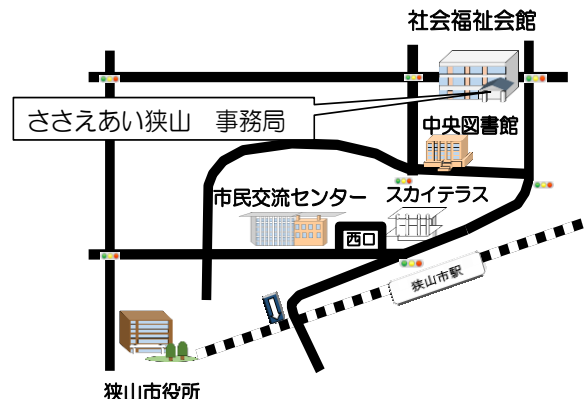 社会福祉会館
ささえあい狭山　事務局
中央図書館
市民交流センター
スカイテラス
西口
狭山市駅
狭山市役所